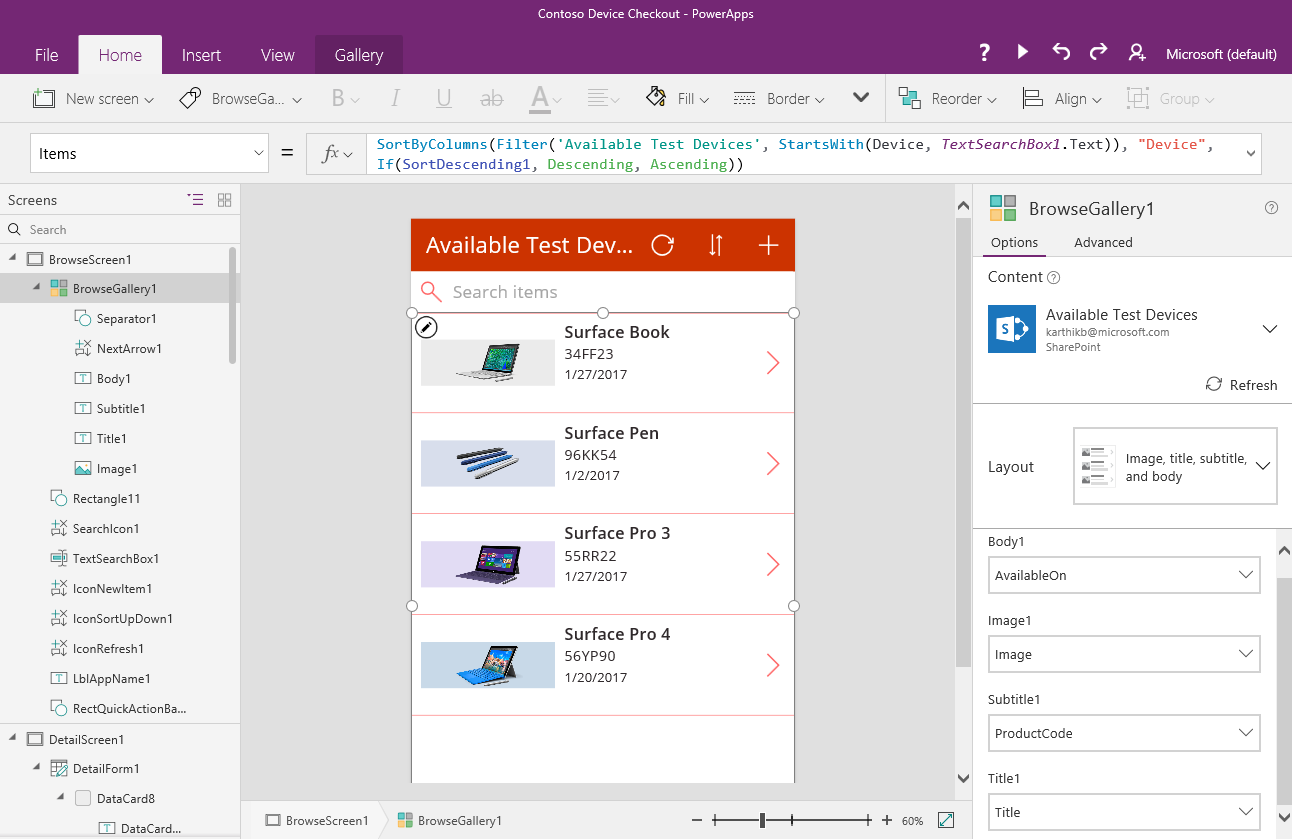 Contoso Device Checkout - PowerApps
File Home Insert View Gallery
? Microsoft (default)
New screen BrowseGa... B I U ab A Fill Border Reorder Align Group
Items = fx SortByColumns(Filter('Available Test Devices', StartsWith(Device, TextSearchBox1.Text)), "Device",
If(SortDescending1, Descending, Ascending))
Screens
Search
BrowseScreen1
BrowseGallery1
Separator1
NextArrow1
Body1
Subtitle1
Title1
Image1
Rectangle11
SearchIcon1
TextSearchBox1
IconNewItem1
IconSortUpDown1
IconRefresh1
LblAppName1
RectQuickActionBa...
DetailScreen1
DetailForm1
DataCard8
DataCard...
Available Test Dev...
Search items
Surface Book
34FF23
1/27/2017
Surface Pen
96KK54
1/2/2017
Surface Pro 3
55RR22
1/27/2017
Surface Pro 4
56YP90
1/20/2017
BrowseScreen1 BrowseGallery1 60%
BrowseGallery1 ?
Options Advanced
Content ?
S
Available Test Devices
karthikb@microsoft.com
SharePoint
Refresh
Layout
Image, title, subtitle,
and body
Body1
AvailableOn
Image1
Image
Subtitle1
ProductCode
Title1
Title